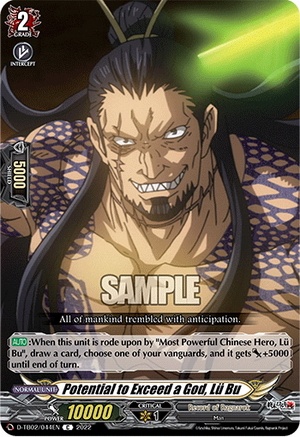 2
GRADE
INTERCEPT
5000
SHIELD
SAMPLE
All of mankind trembled with anticipation.
AUTO:When this unit is rode upon by "Most Powerful Chinese Hero, Lü
Bu", draw a card, choose one of your vanguards, and it gets +5000
until end of turn.
NORMAL UNIT
Potential to Exceed a God, Lü Bu
D-TB02/044EN C 2022
POWER 10000
CRITICAL
1
Record of Ragnarok
Man